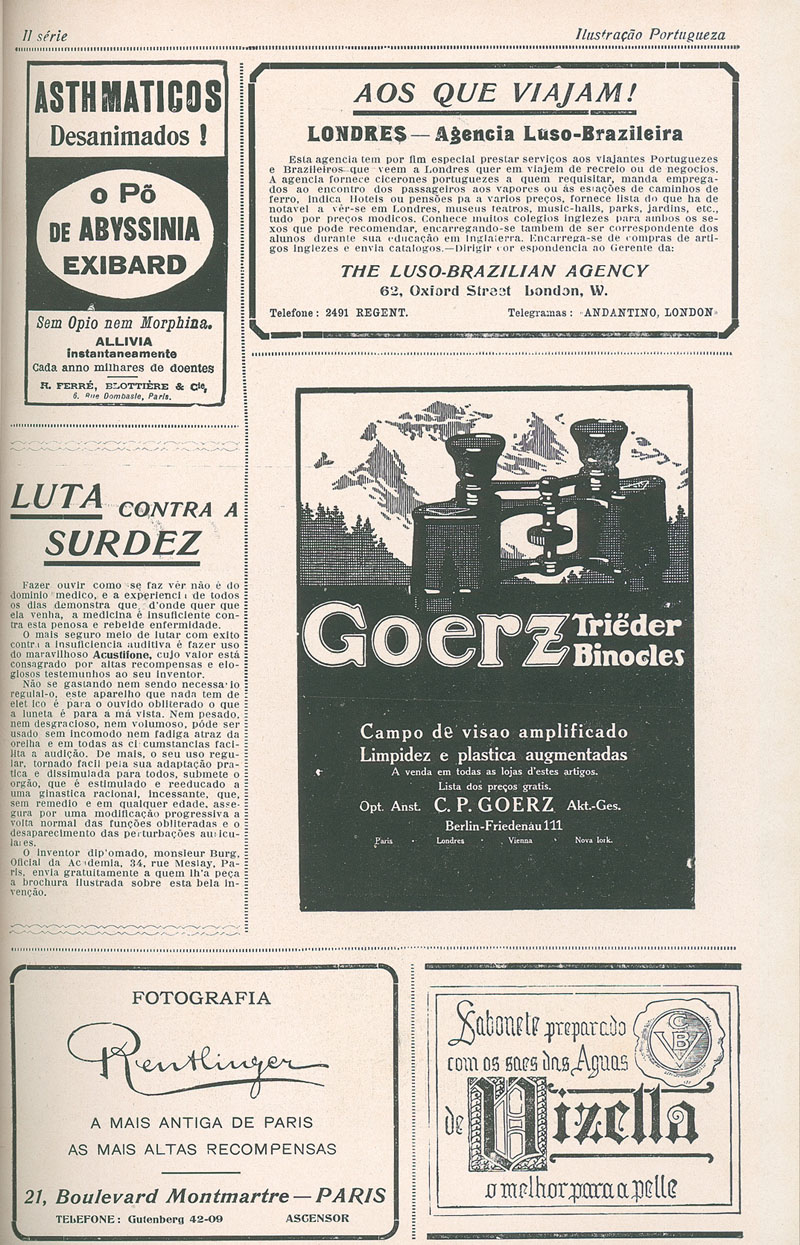 II série
Ilustração Portugueza
ASTHMATICOS
Desanimados !
O PÕ
DE ABYSSINIA
EXIBARD
Sem Opio nem Morphina.
ALLIVIA
instantaneamente
Cada anno milhares de doentes
R. FERRÉ, BLOTTIÈRE & Cie,
6, Rue Dombasle, Paris.
LUTA CONTRA A
SURDEZ
Fazer ouvir como se faz vêr não é do
dominio medico, e a experienci de todos
os dias demonstra que d'onde quer que
ela venha, a medicina é insuficiente con-
tra esta penosa e rebelde enfermidade.
O mais seguro meio de lutar com exito
contra a insuficiencia auditiva é fazer uso
do maravilhoso Acustifone, cujo valor está
consagrado por altas recompensas e elo-
giosos testemunhos ao seu inventor.
Não se gastando nem sendo necessario
regulal-o, este aparelho que nada tem de
elet ico é para o ouvido obliterado o que
a luneta é para a má vista. Nem pesado,
nem desgracioso, nem volumoso, póde ser
usado sem incomodo nem fadiga atraz da
orelha e em todas as ci cumstancias faci-
lita a audição. De mais, o seu uso regu-
lar, tornado facil pela sua adaptação pra-
tica e dissimulada para todos, submete o
orgão, que é estimulado e reeducado a
uma ginastica racional, incessante, que,
sem remedio e em qualquer edade, asse-
gura por uma modificação progressiva a
volta normal das funções obliteradas e o
desaparecimento das perturbações auricu-
lares.
O inventor dip'omado, monsieur Burg,
Oficial da Academia, 34, rue Meslay, Pa-
ris, envia gratuitamente a quem lh'a peça
a brochura ilustrada sobre esta bela in-
venção.
AOS QUE VIAJAM!
LONDRES — Agencia Luso-Brazileira
Esta agencia tem por fim especial prestar serviços aos viajantes Portuguezes
e Brazileiros que veem a Londres quer em viajem de recreio ou de negocios.
A agencia fornece cicerones portuguezes a quem requisitar, manda emprega-
dos ao encontro dos passageiros aos vapores ou ás estações de caminhos de
ferro, indica Hoteis ou pensões pa a varios preços, fornece lista do que ha de
notavel a vêr-se em Londres, museus teatros, music-halls, parks, jardins, etc.,
tudo por preços modicos. Conhece muitos colegios inglezes para ambos os se-
xos que pode recomendar, encarregando-se tambem de ser correspondente dos
alunos durante sua educação em Inglaterra. Encarrega-se de compras de arti-
gos inglezes e envia catalogos.—Dirigir correspondencia ao Gerente da:
THE LUSO-BRAZILIAN AGENCY
62, Oxford Street London, W.
Telefone: 2491 REGENT. Telegramas: «ANDANTINO, LONDON»
Goerz Triëder
Binocles
Campo de visao amplificado
Limpidez e plastica augmentadas
A venda em todas as lojas d'estes artigos.
Lista dos preços gratis.
Opt. Anst. C. P. GOERZ Akt.-Ges.
Berlin-Friedenau 111
Paris · Londres · Vienna · Nova Iork.
FOTOGRAFIA
Reutlinger
A MAIS ANTIGA DE PARIS
AS MAIS ALTAS RECOMPENSAS
21, Boulevard Montmartre — PARIS
TELEFONE: Gutenberg 42-09 ASCENSOR
Sabonete preparado
com os saes das Aguas
de Vizella
o melhor para a pelle
C
V B